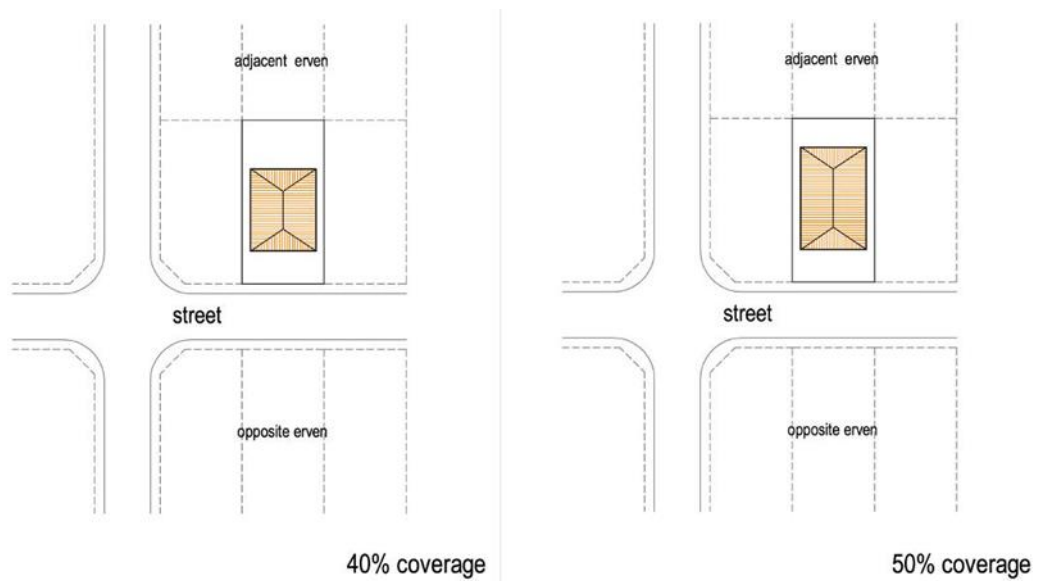 adjacent erven
street
opposite erven
40% coverage
adjacent erven
street
opposite erven
50% coverage